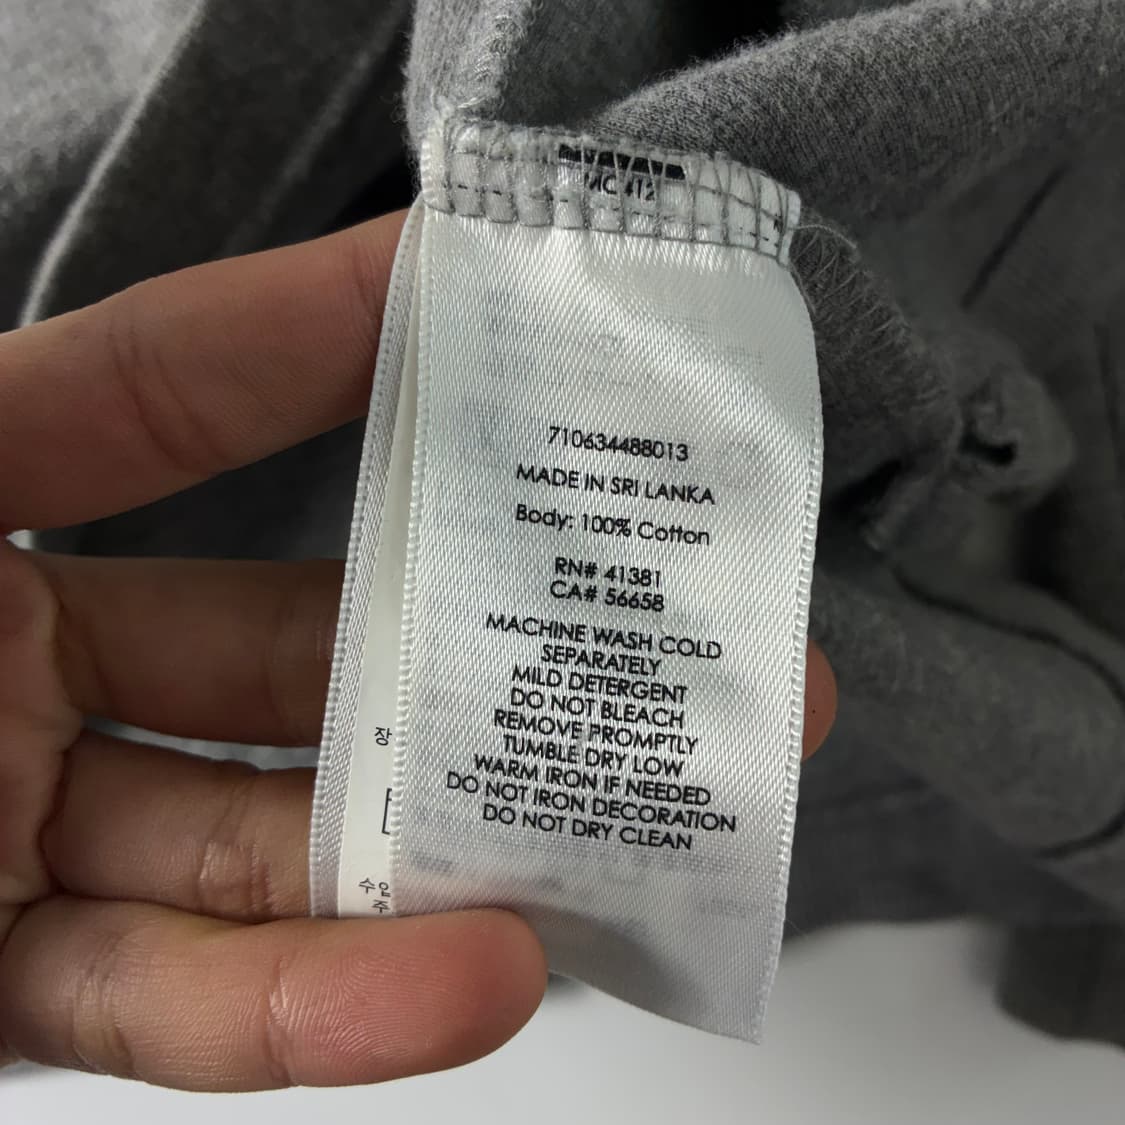 710634488013
MADE IN SRI LANKA
Body: 100% Cotton
RN# 41381
CA# 56658
MACHINE WASH COLD
SEPARATELY
MILD DETERGENT
DO NOT BLEACH
REMOVE PROMPTLY
TUMBLE DRY LOW
WARM IRON IF NEEDED
DO NOT IRON DECORATION
DO NOT DRY CLEAN
장